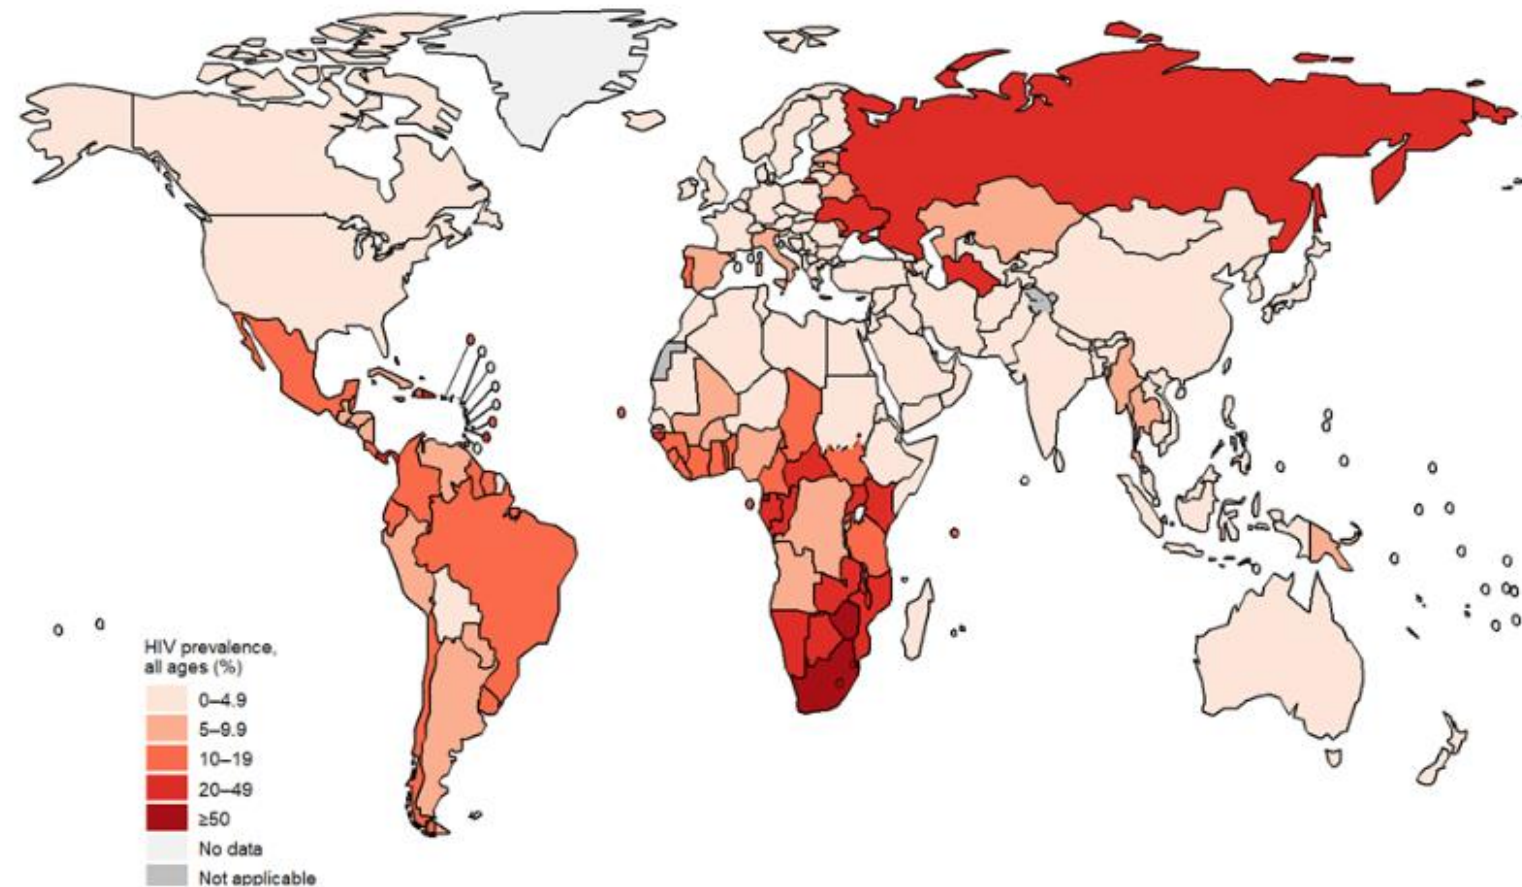 HIV prevalence,
all ages (%)
0–4.9
5–9.9
10–19
20–49
≥50
No data
Not applicable